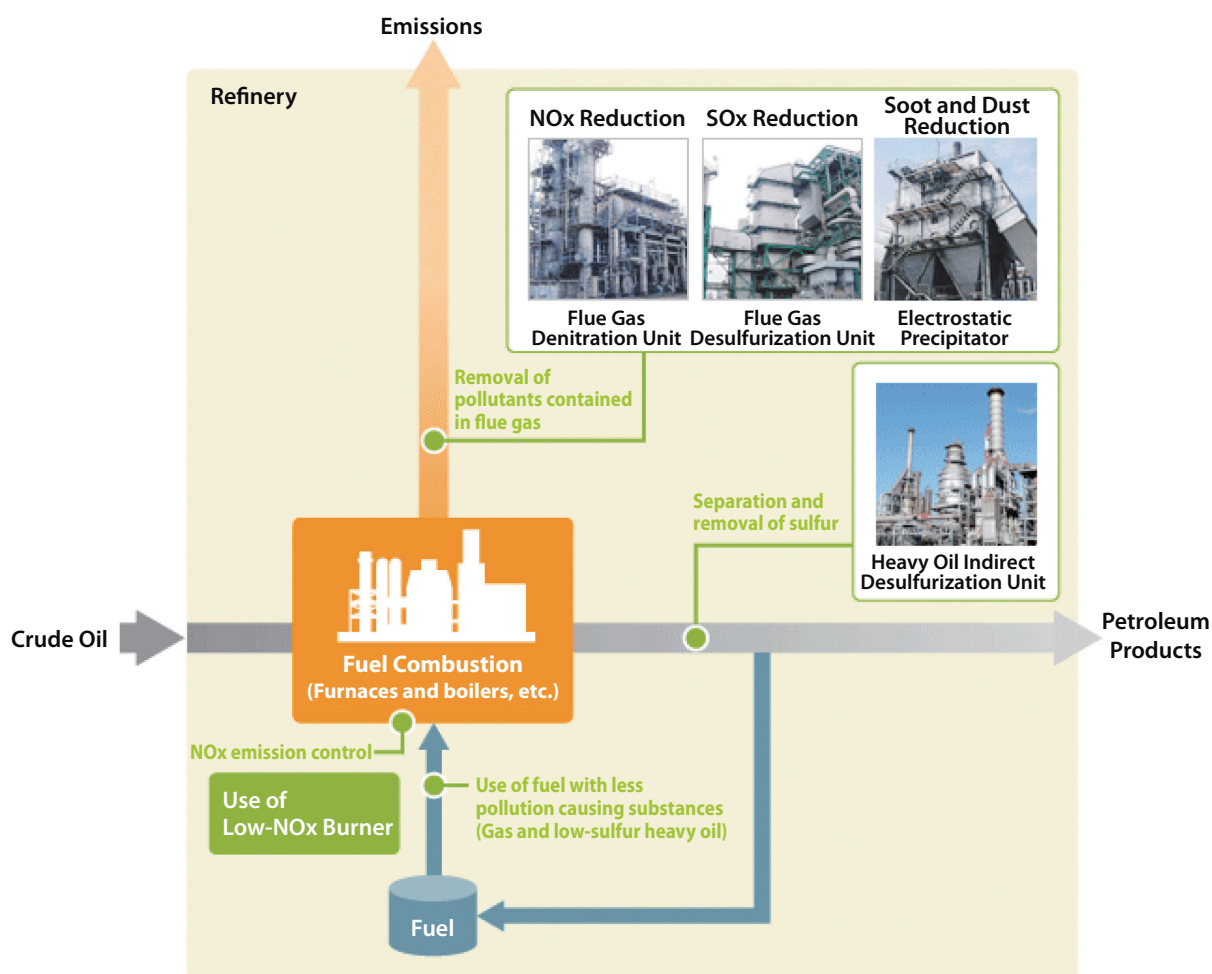 Emissions
Refinery
NOx Reduction
Flue Gas
Denitration Unit
SOx Reduction
Flue Gas
Desulfurization Unit
Soot and Dust
Reduction
Electrostatic
Precipitator
Removal of
pollutants contained
in flue gas
Separation and
removal of sulfur
Heavy Oil Indirect
Desulfurization Unit
Crude Oil
Fuel Combustion
(Furnaces and boilers, etc.)
Petroleum
Products
NOx emission control
Use of
Low-NOx Burner
Use of fuel with less
pollution causing substances
(Gas and low-sulfur heavy oil)
Fuel